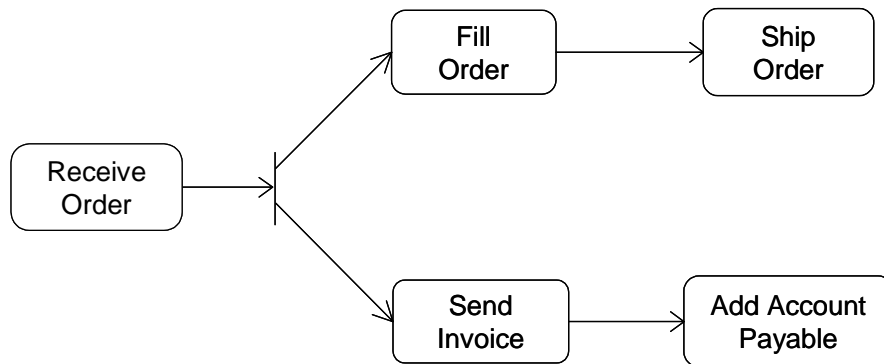 Fill
Order
Ship
Order
Receive
Order
Send
Invoice
Add Account
Payable